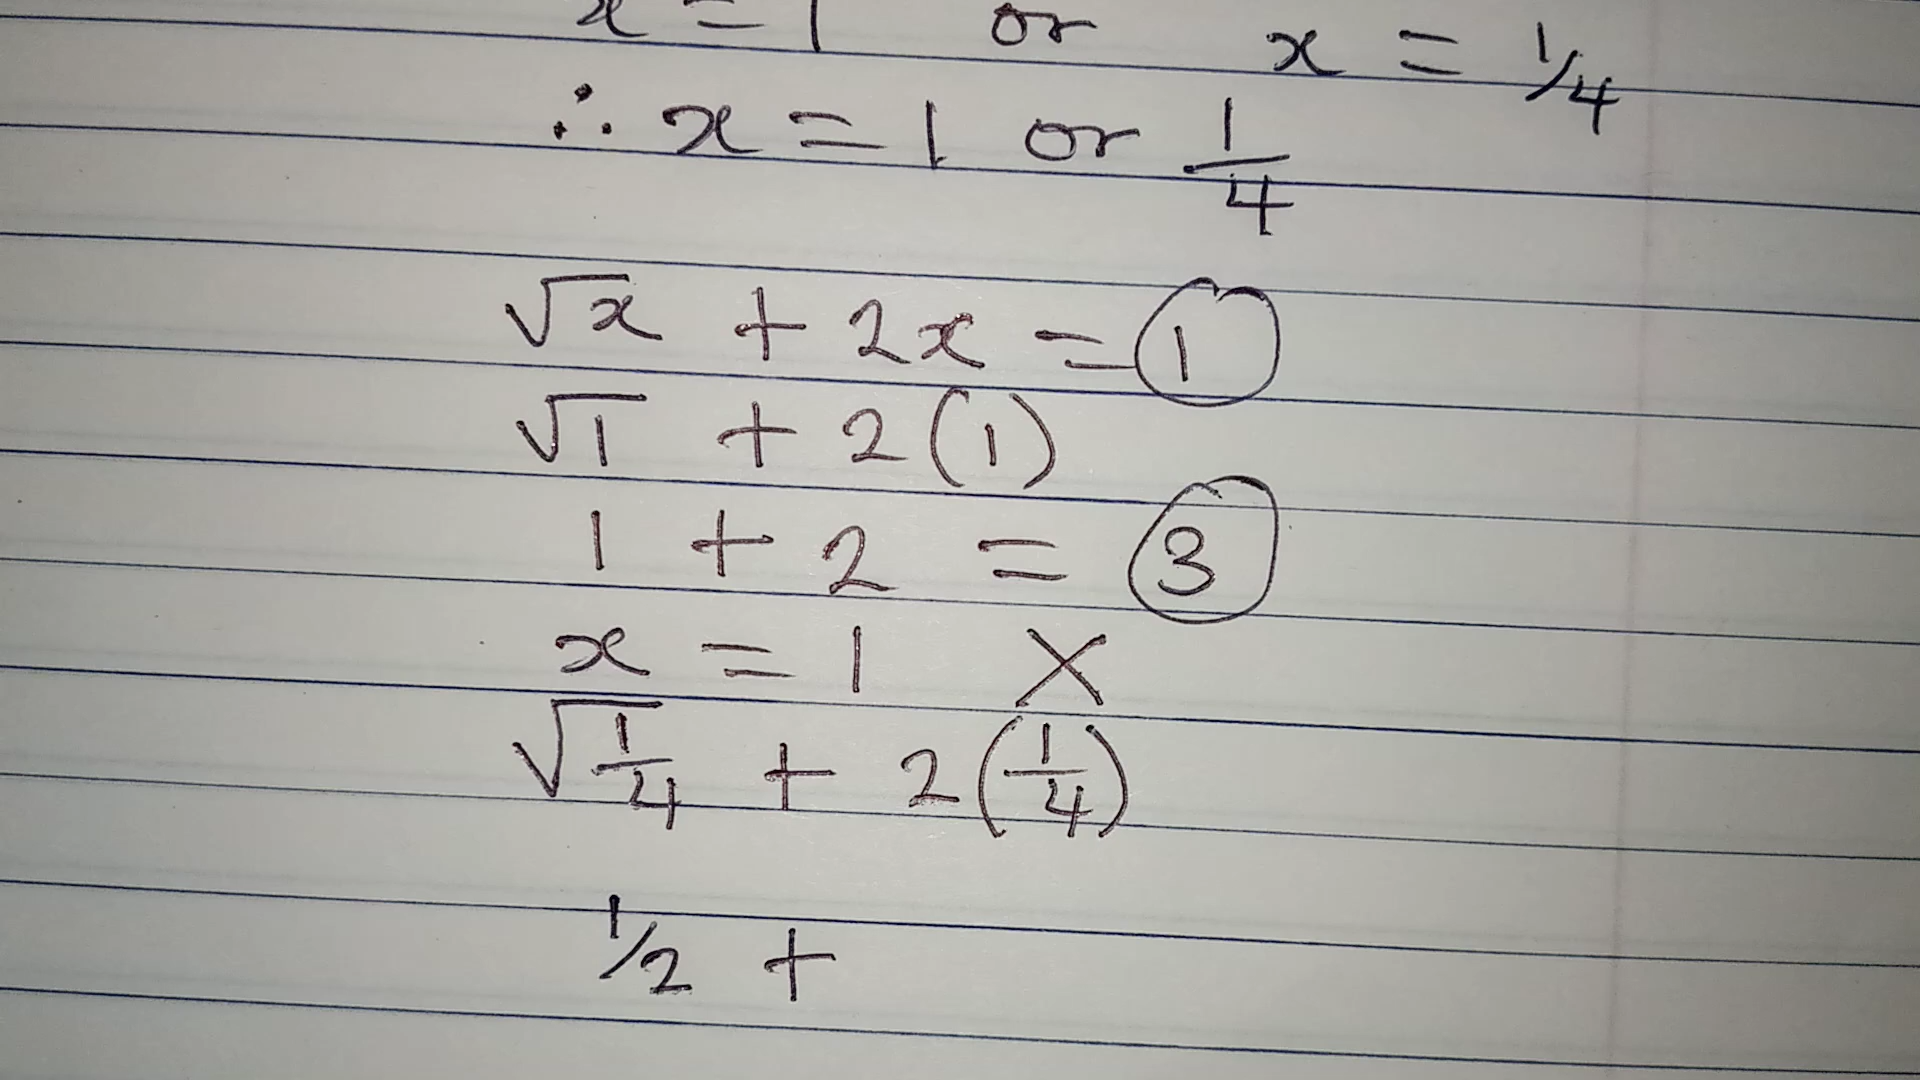 x = 1 or x = 1/4
∴ x = 1 or 1/4
√x + 2x = 1
√1 + 2(1)
1 + 2 = 3
x = 1 X
√1/4 + 2(1/4)
1/2 +